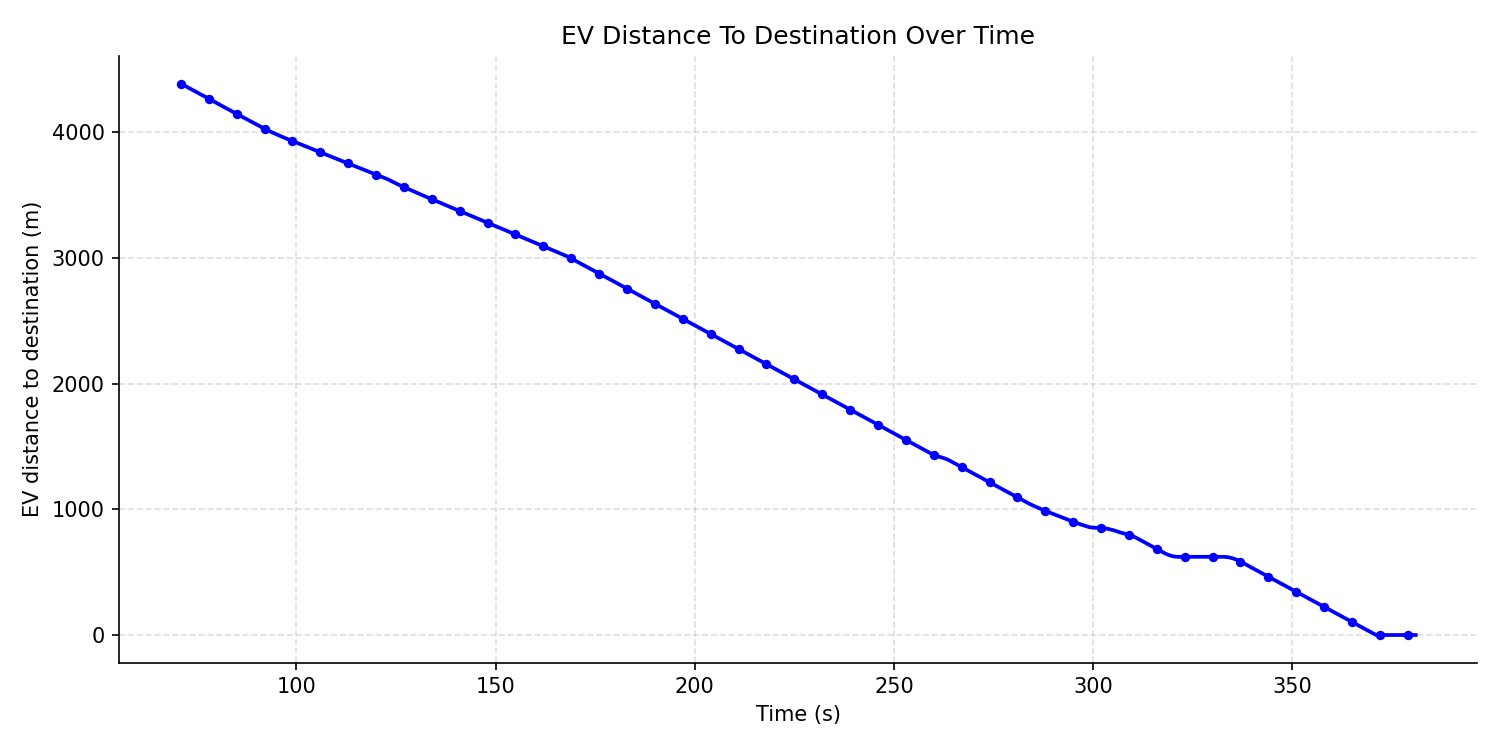 EV Distance To Destination Over Time
EV distance to destination (m)
4000
3000
2000
1000
0
100 150 200 250 300 350
Time (s)